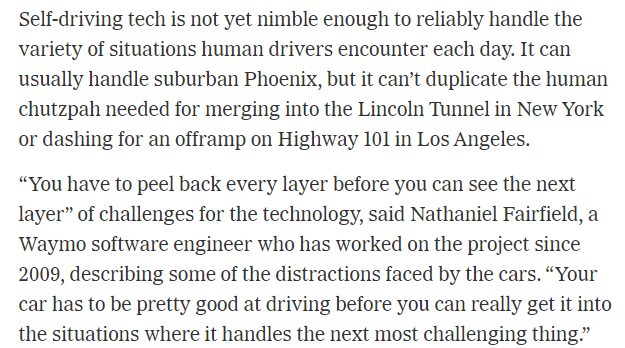 Self-driving tech is not yet nimble enough to reliably handle the
variety of situations human drivers encounter each day. It can
usually handle suburban Phoenix, but it can’t duplicate the human
chutzpah needed for merging into the Lincoln Tunnel in New York
or dashing for an offramp on Highway 101 in Los Angeles.
“You have to peel back every layer before you can see the next
layer” of challenges for the technology, said Nathaniel Fairfield, a
Waymo software engineer who has worked on the project since
2009, describing some of the distractions faced by the cars. “Your
car has to be pretty good at driving before you can really get it into
the situations where it handles the next most challenging thing.”